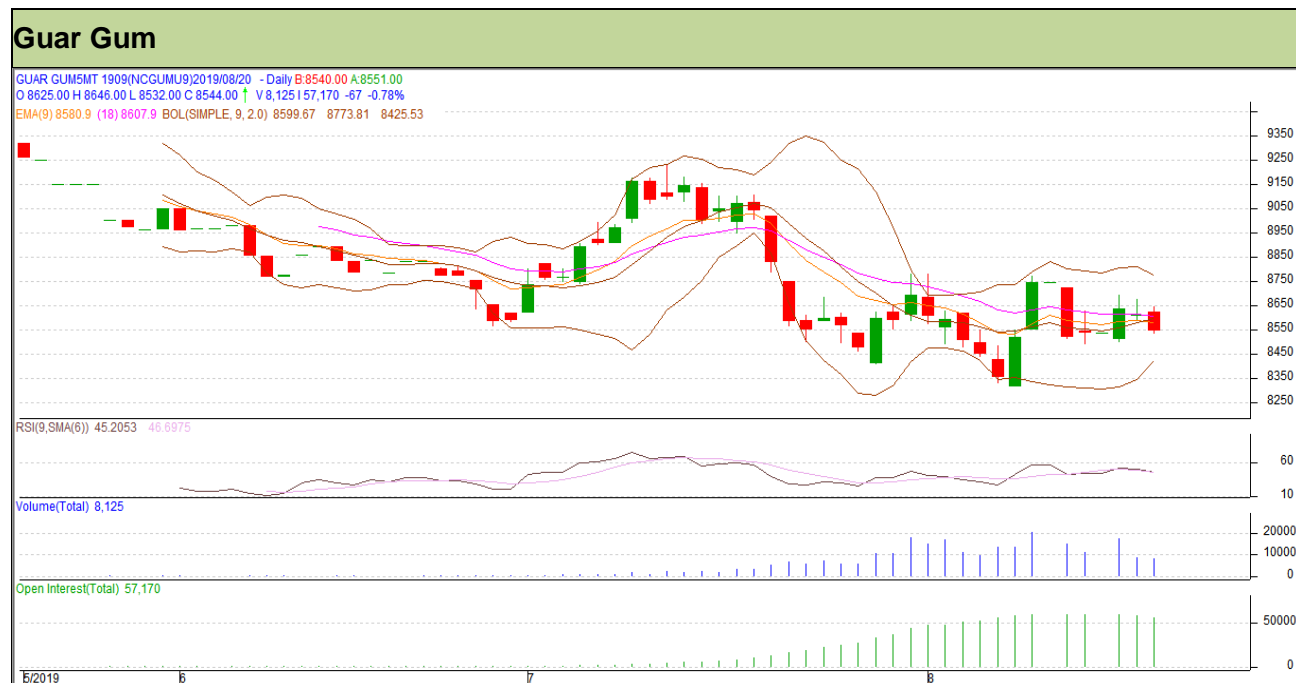 Guar Gum
GUAR GUM5MT 1909(NCGUMU9)2019/08/20 - Daily B:8540.00 A:8551.00
O 8625.00 H 8646.00 L 8532.00 C 8544.00 ↑ V 8,125 I 57,170 -67 -0.78%
EMA(9) 8580.9 (18) 8607.9 BOL(SIMPLE, 9, 2.0) 8599.67 8773.81 8425.53
9350
9250
9150
9050
8950
8850
8750
8650
8550
8450
8350
8250
RSI(9,SMA(6)) 45.2053 46.6975
60
10
Volume(Total) 8,125
20000
10000
0
Open Interest(Total) 57,170
50000
0
5/2019 6 7 8